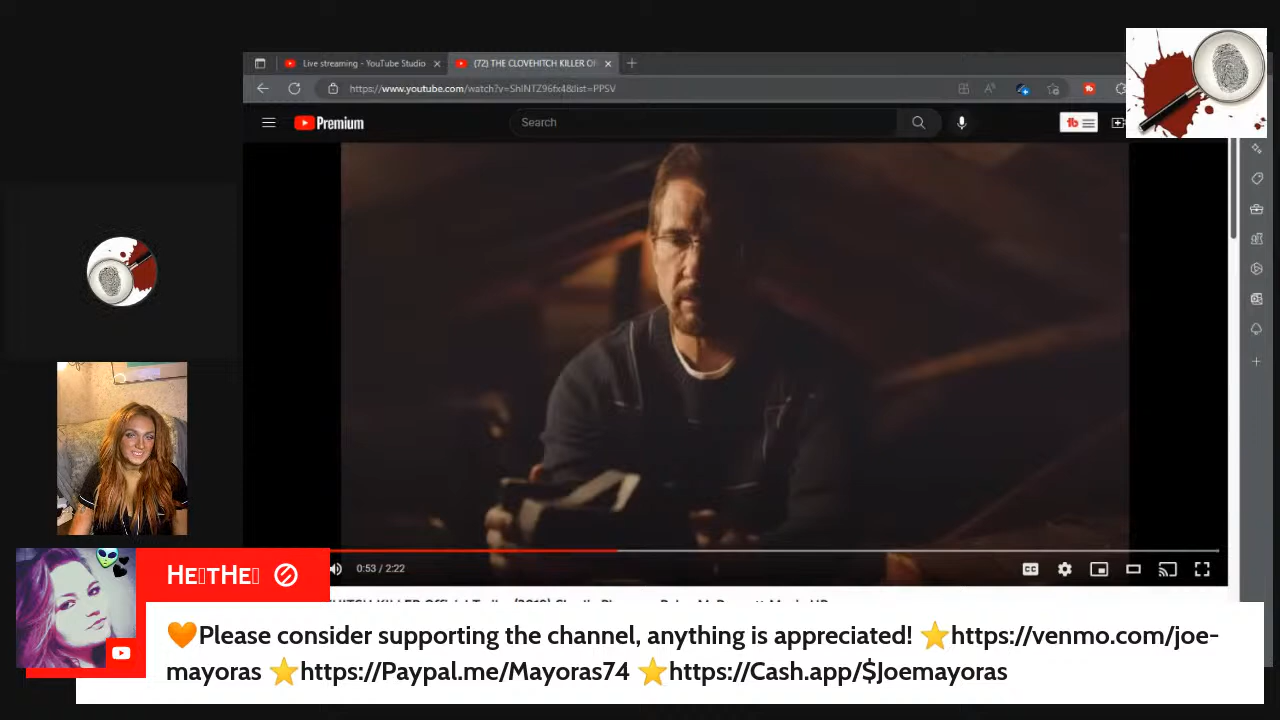 Live streaming - YouTube Studio
(72) THE CLOVEHITCH KILLER Of
https://www.youtube.com/watch?v=ShINTZ96fx4&list=PPSV
Premium
Search
0:53 / 2:22
🧡Please consider supporting the channel, anything is appreciated! ⭐https://venmo.com/joe-
mayoras ⭐https://Paypal.me/Mayoras74 ⭐https://Cash.app/$Joemayoras